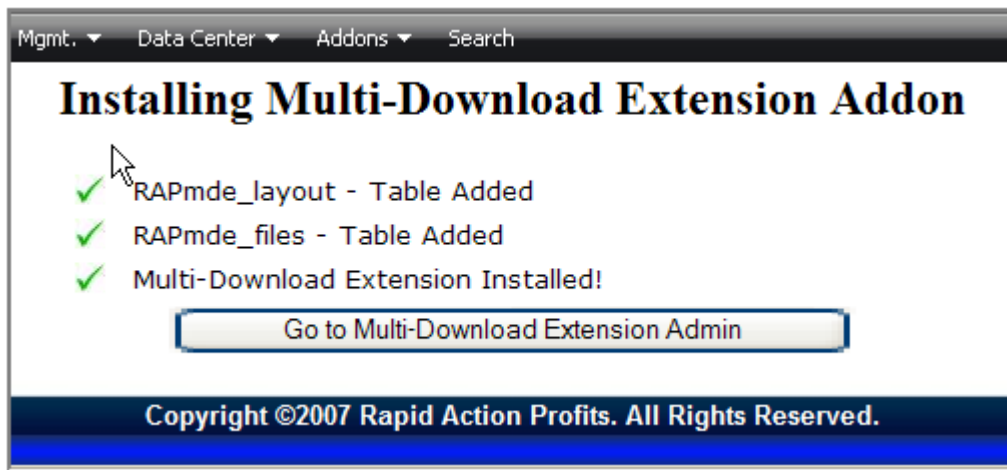 Mgmt. Data Center Addons Search
Installing Multi-Download Extension Addon
RAPmde_layout - Table Added
RAPmde_files - Table Added
Multi-Download Extension Installed!
Go to Multi-Download Extension Admin
Copyright ©2007 Rapid Action Profits. All Rights Reserved.